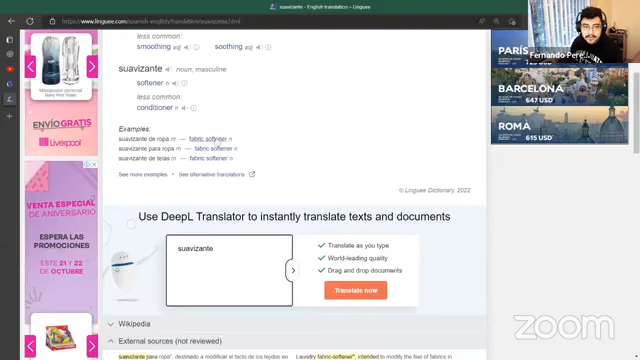 suavizante - English translation - Linguee
https://www.linguee.com/spanish-english/translation/suavizante.html
less common:
smoothing adj
soothing adj
suavizante noun, masculine
softener n
less common:
conditioner n
Examples:
suavizante de ropa m — fabric softener n
suavizante para ropa m — fabric softener n
suavizante de telas m — fabric softener n
See more examples • See alternative translations
© Linguee Dictionary, 2022
Use DeepL Translator to instantly translate texts and documents
suavizante
Translate as you type
World-leading quality
Drag and drop documents
Translate now
Wikipedia
External sources (not reviewed)
suavizante para ropa", destinado a modificar el tacto de los tejidos en
Laundry fabric-softener", intended to modify the feel of fabrics in
ENVÍO GRATIS
Liverpool
VENTA ESPECIAL
DE ANIVERSARIO
ESPERA LAS
PROMOCIONES
ESTE 21 Y 22
DE OCTUBRE
Fernando Pere...
PARÍS
BARCELONA
647 USD
ROMA
615 USD
zoom